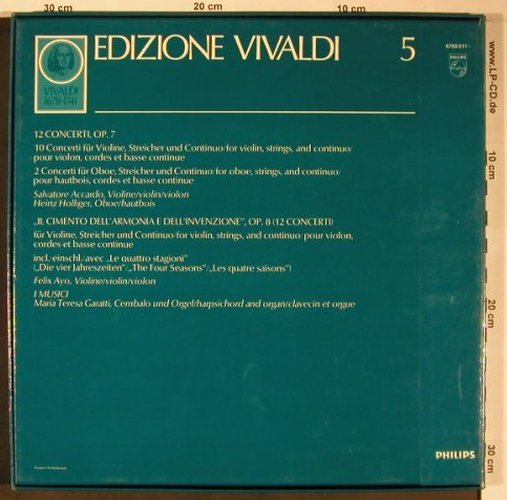 30 cm
20 cm
10 cm
EDIZIONE VIVALDI
5
PHILIPS
VIVALDI
1678-1741
12 CONCERTI, OP. 7
10 Concerti für Violine, Streicher und Continuo/for violin, strings, and continuo/
pour violon, cordes et basse continue
2 Concerti für Oboe, Streicher und Continuo/for oboe, strings, and continuo/
pour hautbois, cordes et basse continue
Salvatore Accardo, Violine/violin/violon
Heinz Holliger, Oboe/hautbois
„IL CIMENTO DELL'ARMONIA E DELL'INVENZIONE", OP. 8 (12 CONCERTI)
für Violine, Streicher und Continuo/for violin, strings, and continuo/pour violon,
cordes et basse continue
incl./einschl./avec „Le quattro stagioni"
(„Die vier Jahreszeiten"/„The Four Seasons"/„Les quatre saisons")
Felix Ayo, Violine/violin/violon
I MUSICI
Maria Teresa Garatti, Cembalo und Orgel/harpsichord and organ/clavecin et orgue
PHILIPS
www.LP-CD.de
10 cm
20 cm
30 cm